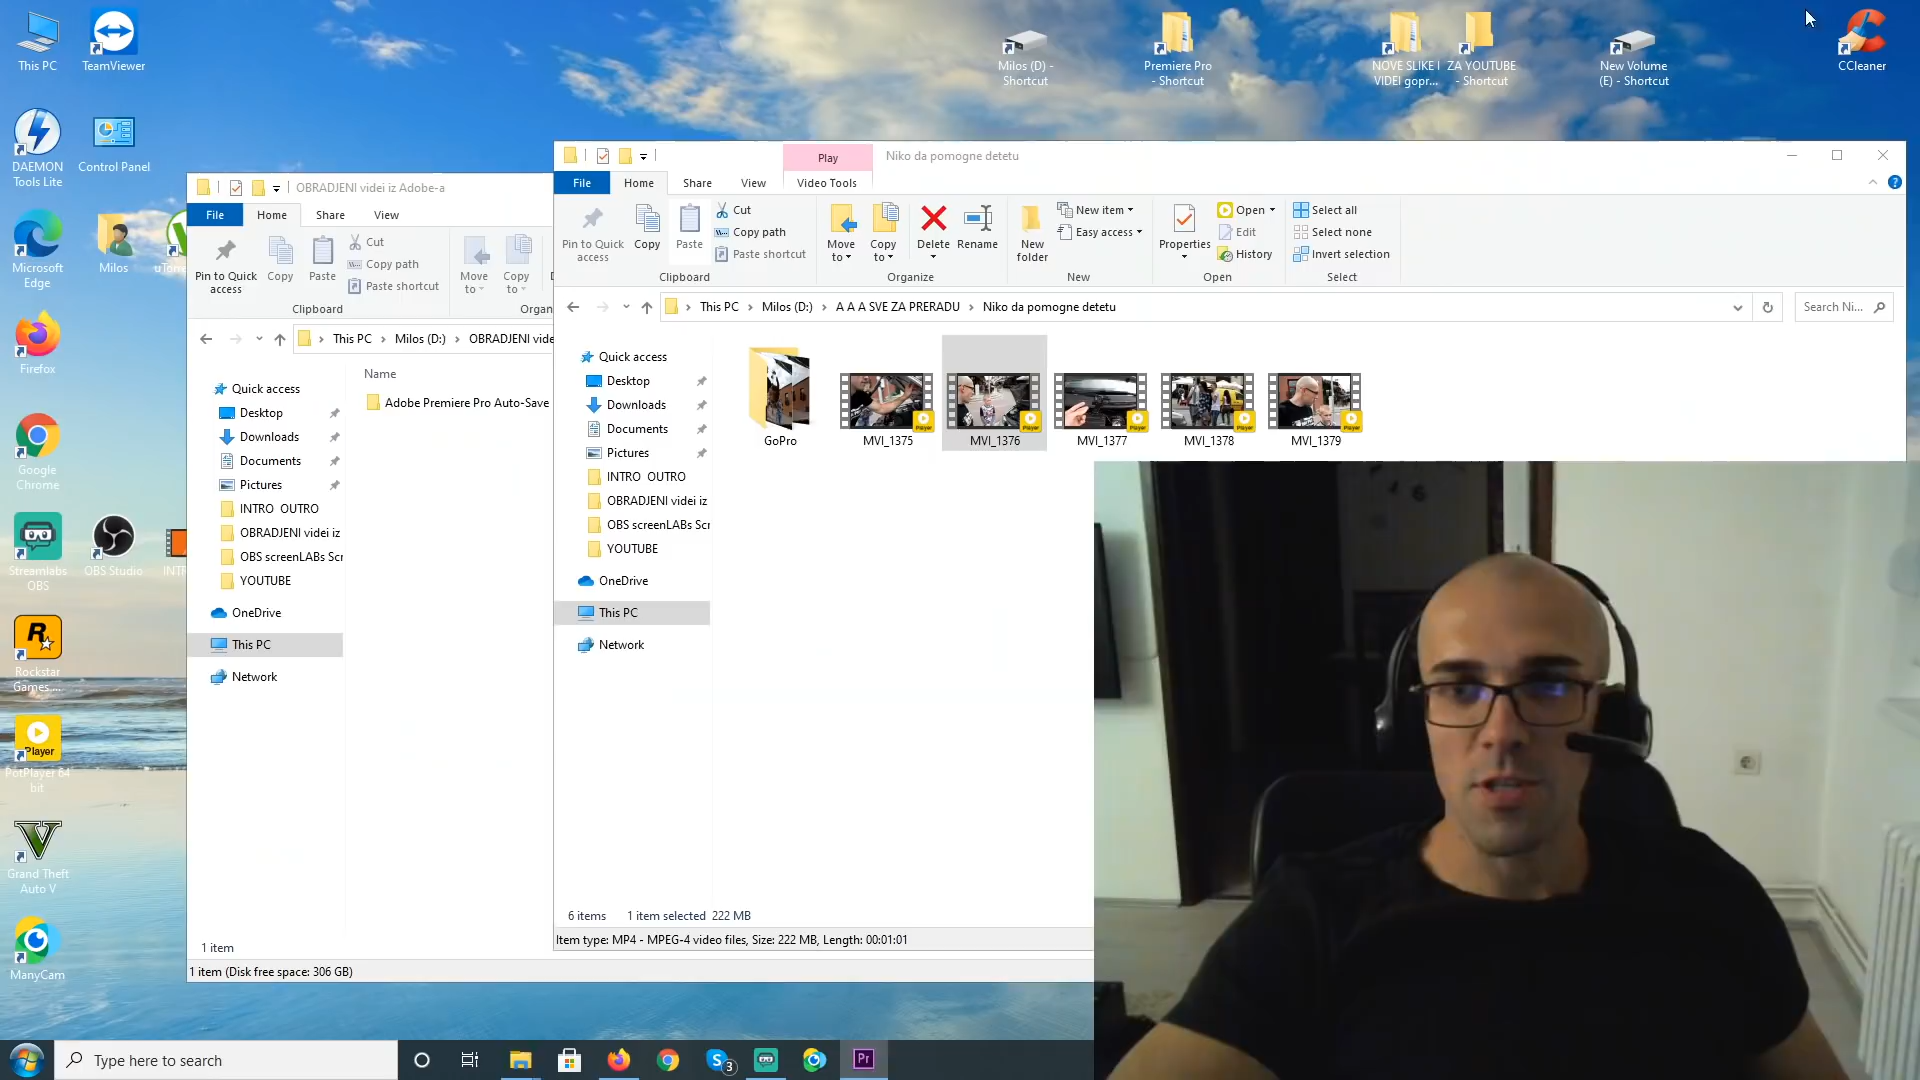 This PC
TeamViewer
Milos (D) - Shortcut
Premiere Pro - Shortcut
NOVE SLIKE I VIDEI gopr...
ZA YOUTUBE - Shortcut
New Volume (E) - Shortcut
CCleaner
DAEMON Tools Lite
Control Panel
Microsoft Edge
Milos
Firefox
Google Chrome
Streamlabs OBS
OBS Studio
Rockstar Games...
Player
PotPlayer 64 bit
Grand Theft Auto V
ManyCam
OBRADJENI videi iz Adobe-a
File Home Share View
Pin to Quick access
Copy
Paste
Cut
Copy path
Paste shortcut
Move to
Copy to
Clipboard
Organ
This PC > Milos (D:) > OBRADJENI vide
Quick access
Desktop
Downloads
Documents
Pictures
INTRO OUTRO
OBRADJENI videi iz
OBS screenLABs Scr
YOUTUBE
OneDrive
This PC
Network
Name
Adobe Premiere Pro Auto-Save
1 item
1 item (Disk free space: 306 GB)
Play
Niko da pomogne detetu
File Home Share View Video Tools
Pin to Quick access
Copy
Paste
Cut
Copy path
Paste shortcut
Clipboard
Move to
Copy to
Delete
Rename
Organize
New folder
New item
Easy access
New
Properties
Open
Edit
History
Open
Select all
Select none
Invert selection
Select
This PC > Milos (D:) > A A A SVE ZA PRERADU > Niko da pomogne detetu
Search Ni...
Quick access
Desktop
Downloads
Documents
Pictures
INTRO OUTRO
OBRADJENI videi iz
OBS screenLABs Scr
YOUTUBE
OneDrive
This PC
Network
GoPro
MVI_1375
MVI_1376
MVI_1377
MVI_1378
MVI_1379
6 items 1 item selected 222 MB
Item type: MP4 - MPEG-4 video files, Size: 222 MB, Length: 00:01:01
Type here to search
3
Pr